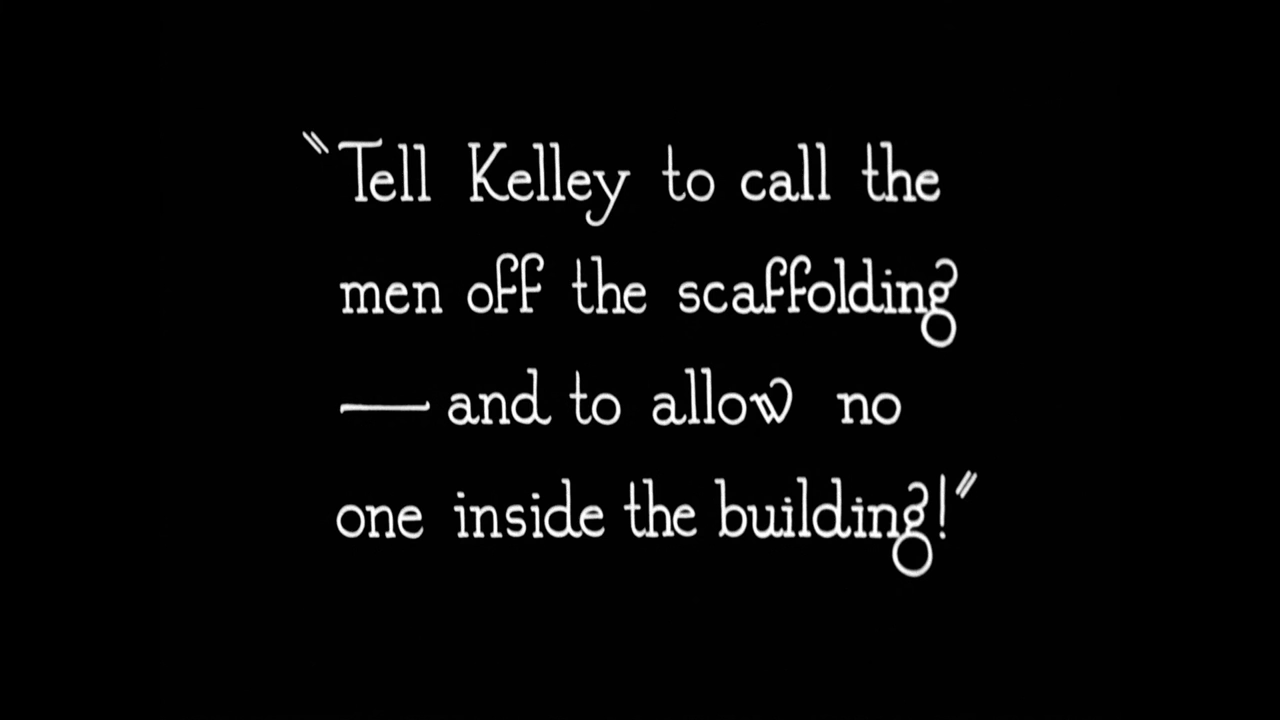 "Tell Kelley to call the
men off the scaffolding
— and to allow no
one inside the building!"